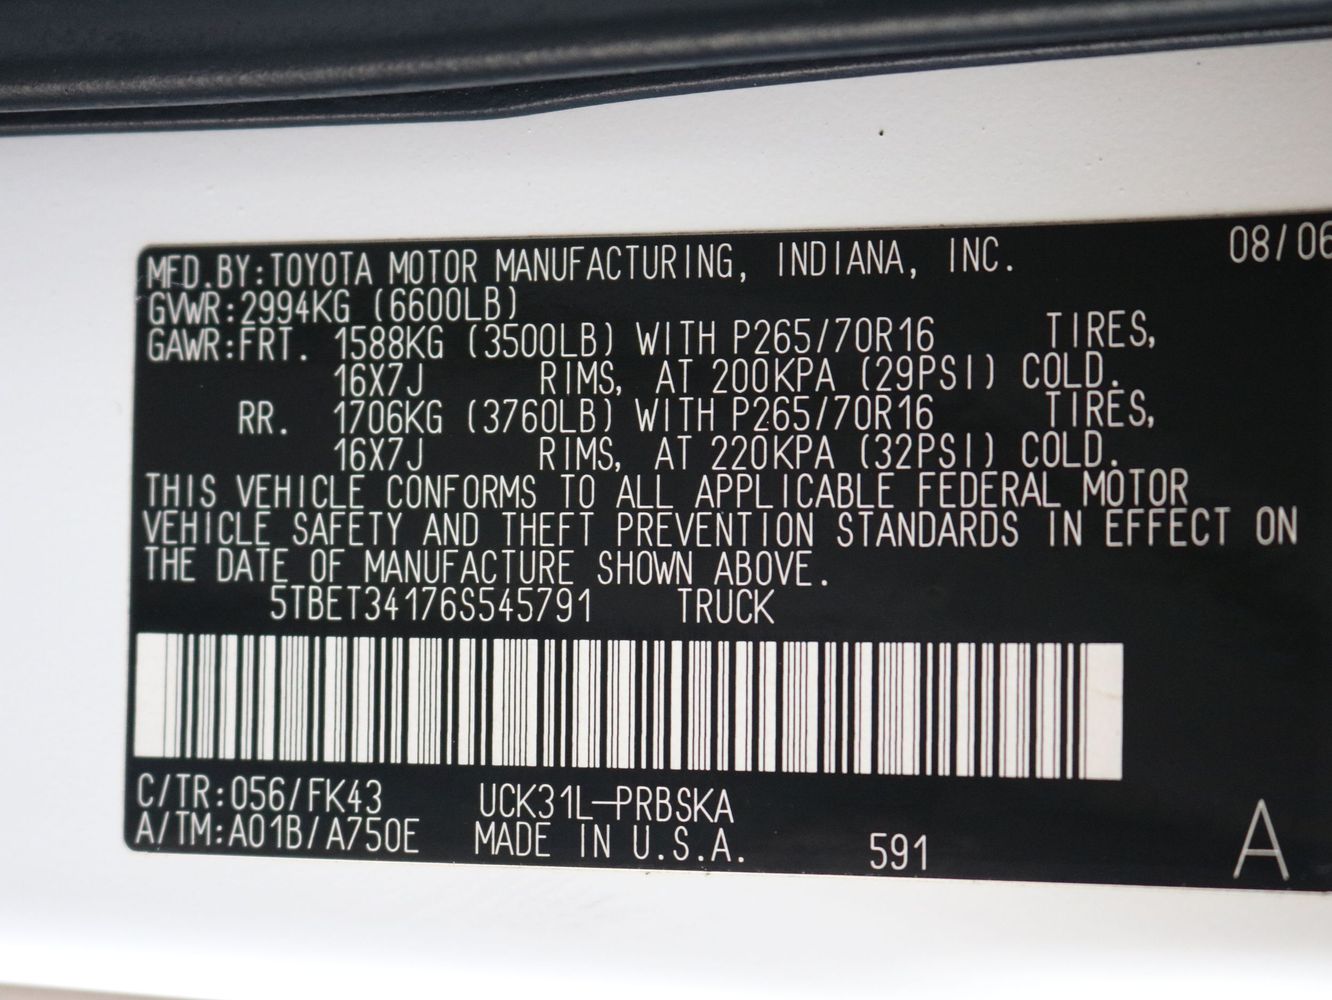 MFD.BY:TOYOTA MOTOR MANUFACTURING, INDIANA, INC. 08/06
GVWR:2994KG (6600LB)
GAWR:FRT. 1588KG (3500LB) WITH P265/70R16 TIRES,
16X7J RIMS, AT 200KPA (29PSI) COLD.
RR. 1706KG (3760LB) WITH P265/70R16 TIRES,
16X7J RIMS, AT 220KPA (32PSI) COLD.
THIS VEHICLE CONFORMS TO ALL APPLICABLE FEDERAL MOTOR
VEHICLE SAFETY AND THEFT PREVENTION STANDARDS IN EFFECT ON
THE DATE OF MANUFACTURE SHOWN ABOVE.
5TBET34176S545791 TRUCK
C/TR:056/FK43 UCK31L-PRBSKA
A/TM:A01B/A750E MADE IN U.S.A. 591 A